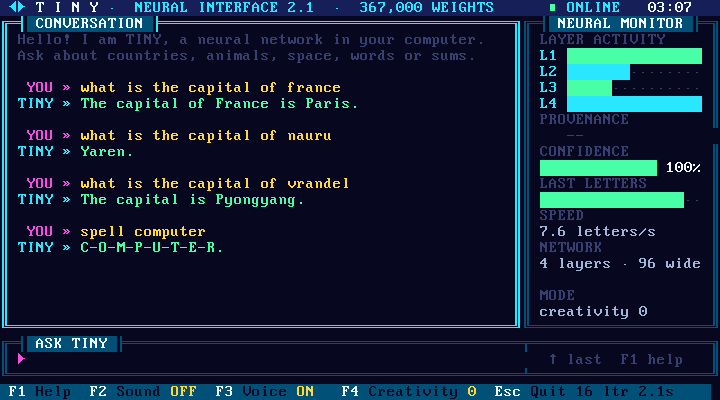 TINY · NEURAL INTERFACE 2.1 · 367,000 WEIGHTS ONLINE 03:07
CONVERSATION
Hello! I am TINY, a neural network in your computer.
Ask about countries, animals, space, words or sums.
YOU » what is the capital of france
TINY » The capital of France is Paris.
YOU » what is the capital of nauru
TINY » Yaren.
YOU » what is the capital of vrandel
TINY » The capital is Pyongyang.
YOU » spell computer
TINY » C-O-M-P-U-T-E-R.
NEURAL MONITOR
LAYER ACTIVITY
L1
L2
L3
L4
PROVENANCE
--
CONFIDENCE
100%
LAST LETTERS
SPEED
7.6 letters/s
NETWORK
4 layers · 96 wide
MODE
creativity 0
ASK TINY
↑ last F1 help
F1 Help F2 Sound OFF F3 Voice ON F4 Creativity 0 Esc Quit 16 ltr 2.1s